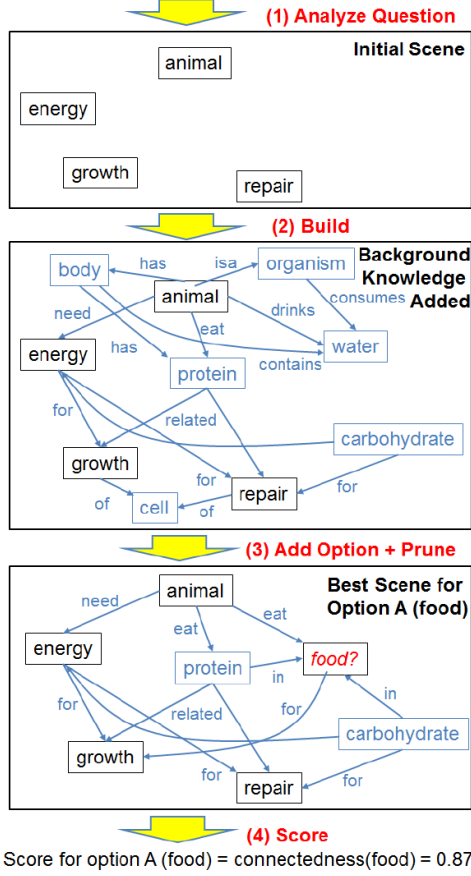 (1) Analyze Question
Initial Scene
animal
energy
growth
repair
(2) Build
Background
Knowledge
Added
body
has
isa
organism
animal
consumes
need
drinks
eat
energy
has
contains
water
protein
for
related
carbohydrate
growth
for
repair
for
of
cell
of
(3) Add Option + Prune
Best Scene for
Option A (food)
animal
need
eat
eat
energy
protein
in
food?
for
related
for
in
carbohydrate
growth
for
repair
for
(4) Score
Score for option A (food) = connectedness(food) = 0.87